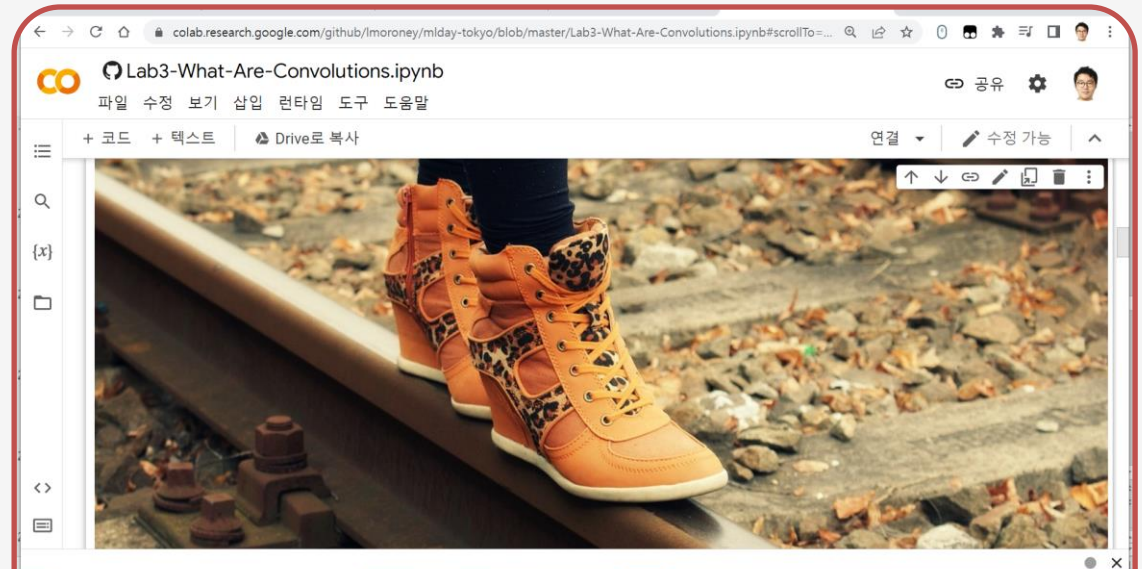 colab.research.google.com/github/lmoroney/mlday-tokyo/blob/master/Lab3-What-Are-Convolutions.ipynb#scrollTo=...
Lab3-What-Are-Convolutions.ipynb
공유
파일 수정 보기 삽입 런타임 도구 도움말
+ 코드 + 텍스트 Drive로 복사 연결 수정 가능
{x}